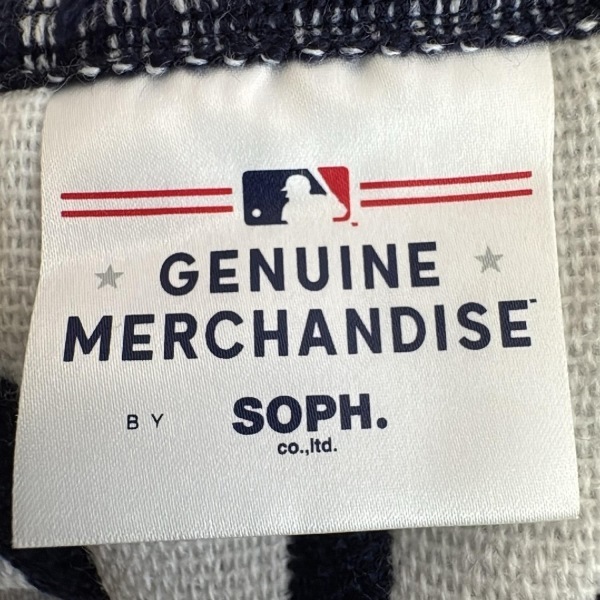 GENUINE
MERCHANDISE™
BY SOPH.
co.,ltd.